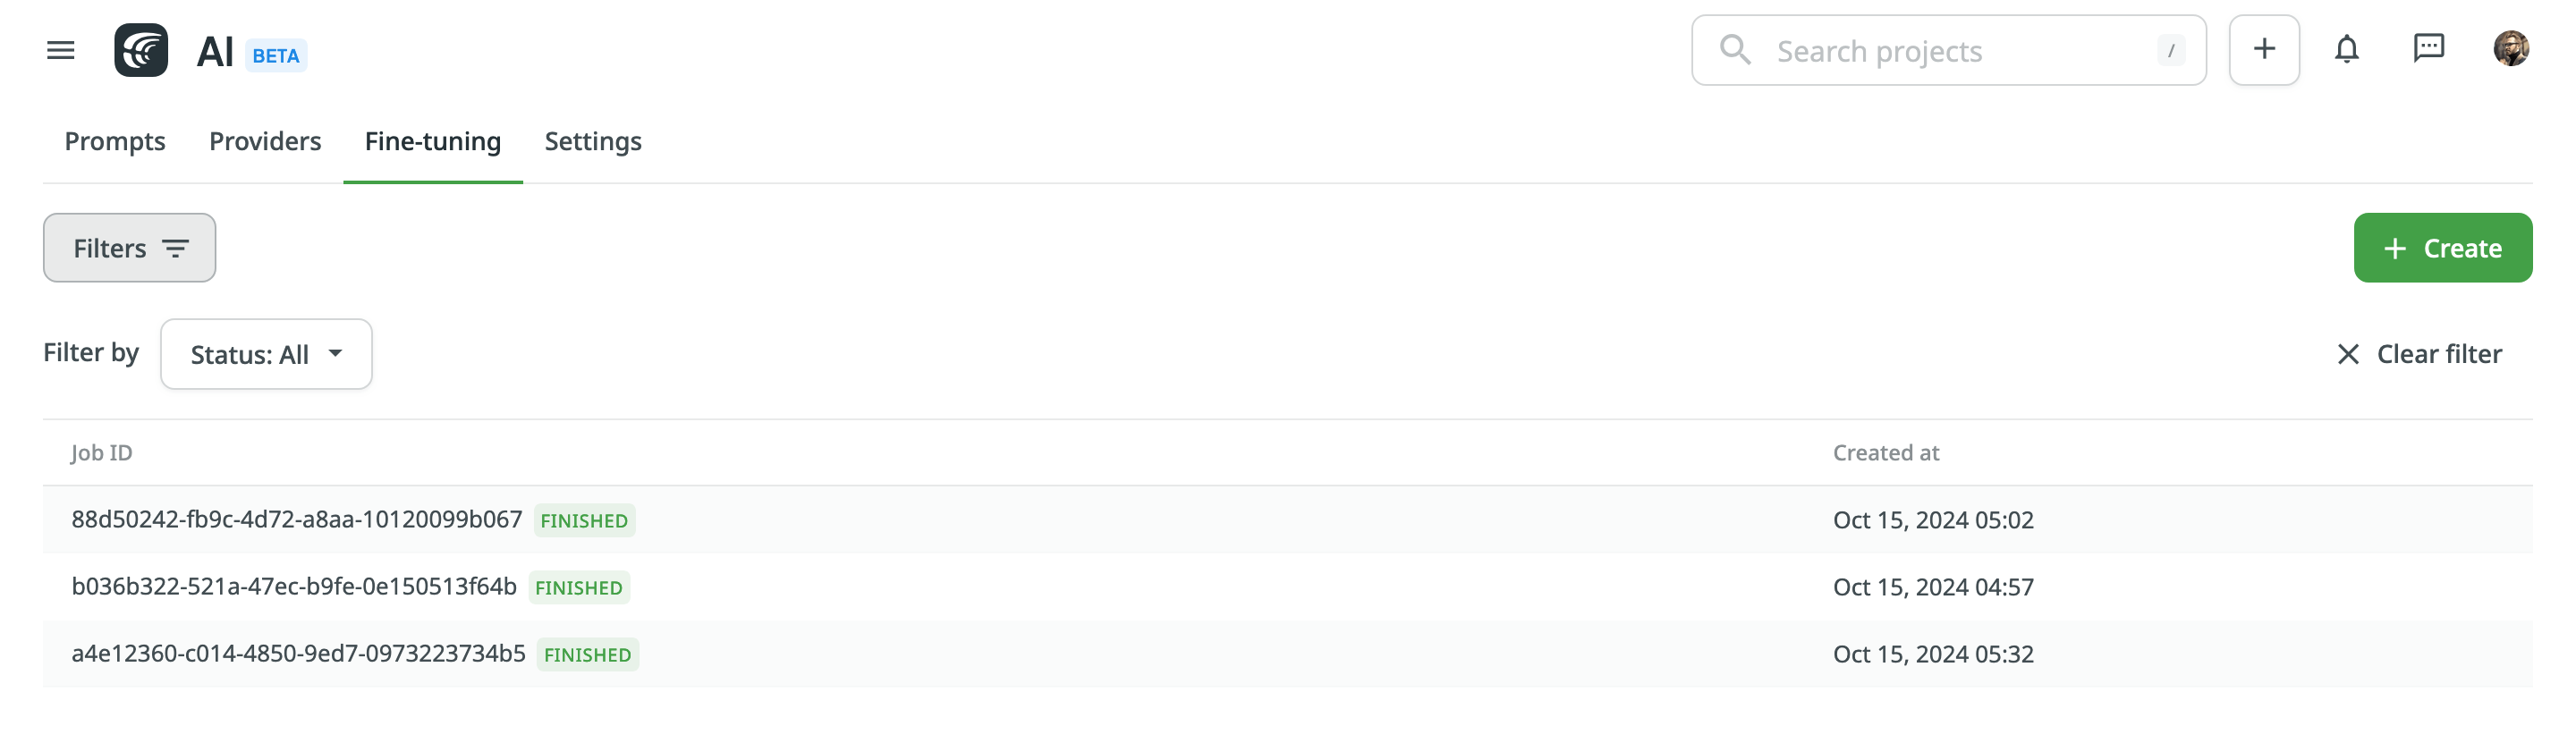 AI BETA
Search projects /
Prompts Providers Fine-tuning Settings
Filters
Create
Filter by Status: All
Clear filter
Job ID Created at
88d50242-fb9c-4d72-a8aa-10120099b067 FINISHED Oct 15, 2024 05:02
b036b322-521a-47ec-b9fe-0e150513f64b FINISHED Oct 15, 2024 04:57
a4e12360-c014-4850-9ed7-0973223734b5 FINISHED Oct 15, 2024 05:32